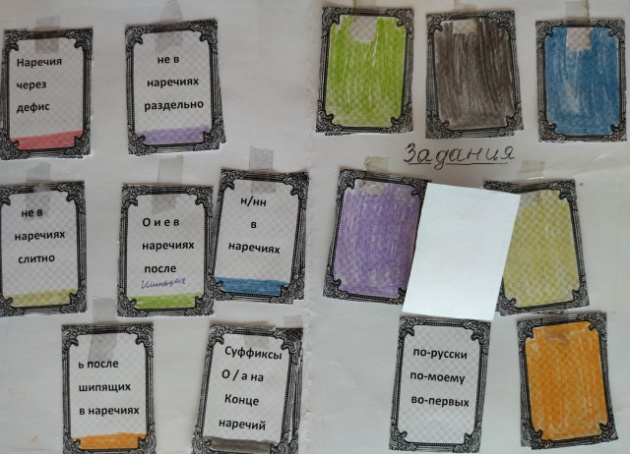 Наречия
через
дефис
не в
наречиях
раздельно
Задания
не в
наречиях
слитно
О и е в
наречиях
после
шипящих
н/нн
в
наречиях
ь после
шипящих
в наречиях
Суффиксы
О / а на
Конце
наречий
по-русски
по-моему
во-первых